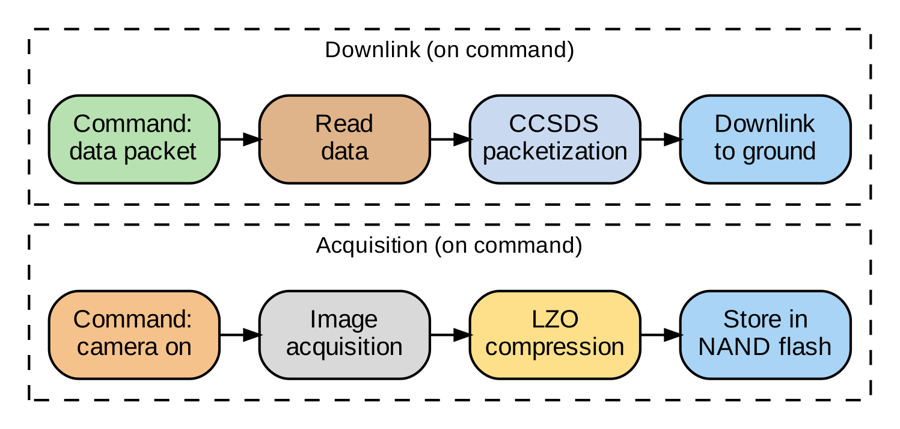 Downlink (on command)
Command:
data packet
Read
data
CCSDS
packetization
Downlink
to ground
Acquisition (on command)
Command:
camera on
Image
acquisition
LZO
compression
Store in
NAND flash